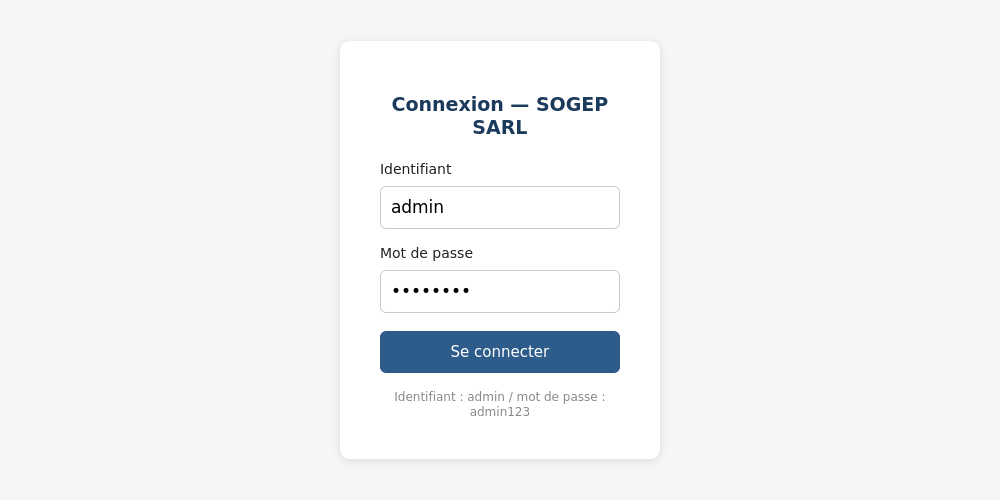 Connexion — SOGEP
SARL
Identifiant
admin
Mot de passe
••••••••
Se connecter
Identifiant : admin / mot de passe :
admin123